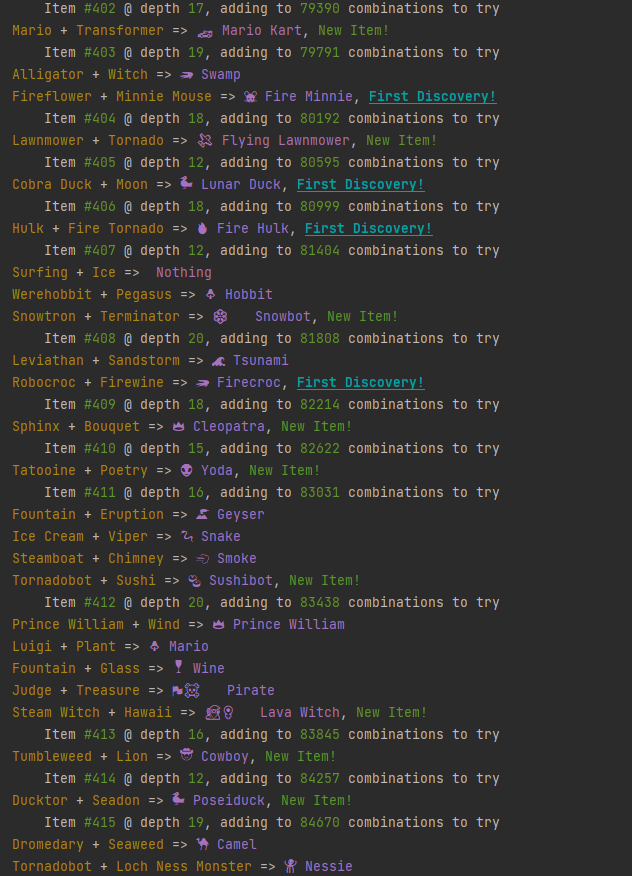 Item #402 @ depth 17, adding to 79390 combinations to try
Mario + Transformer => 🏎 Mario Kart, New Item!
Item #403 @ depth 19, adding to 79791 combinations to try
Alligator + Witch => 🐊 Swamp
Fireflower + Minnie Mouse => 🐭 Fire Minnie, First Discovery!
Item #404 @ depth 18, adding to 80192 combinations to try
Lawnmower + Tornado => 🛩 Flying Lawnmower, New Item!
Item #405 @ depth 12, adding to 80595 combinations to try
Cobra Duck + Moon => 🦆 Lunar Duck, First Discovery!
Item #406 @ depth 18, adding to 80999 combinations to try
Hulk + Fire Tornado => 🔥 Fire Hulk, First Discovery!
Item #407 @ depth 12, adding to 81404 combinations to try
Surfing + Ice => Nothing
Werehobbit + Pegasus => 🧙 Hobbit
Snowtron + Terminator => ❄ Snowbot, New Item!
Item #408 @ depth 20, adding to 81808 combinations to try
Leviathan + Sandstorm => 🌊 Tsunami
Robocroc + Firewine => 🐊 Firecroc, First Discovery!
Item #409 @ depth 18, adding to 82214 combinations to try
Sphinx + Bouquet => 👑 Cleopatra, New Item!
Item #410 @ depth 15, adding to 82622 combinations to try
Tatooine + Poetry => 👽 Yoda, New Item!
Item #411 @ depth 16, adding to 83031 combinations to try
Fountain + Eruption => 🌋 Geyser
Ice Cream + Viper => 🐍 Snake
Steamboat + Chimney => 💨 Smoke
Tornadobot + Sushi => 🍣 Sushibot, New Item!
Item #412 @ depth 20, adding to 83438 combinations to try
Prince William + Wind => 👑 Prince William
Luigi + Plant => 🍄 Mario
Fountain + Glass => 🍷 Wine
Judge + Treasure => 🏴‍☠️ Pirate
Steam Witch + Hawaii => 🧙‍♀️ Lava Witch, New Item!
Item #413 @ depth 16, adding to 83845 combinations to try
Tumbleweed + Lion => 🤠 Cowboy, New Item!
Item #414 @ depth 12, adding to 84257 combinations to try
Ducktor + Seadon => 🦆 Poseiduck, New Item!
Item #415 @ depth 19, adding to 84670 combinations to try
Dromedary + Seaweed => 🐪 Camel
Tornadobot + Loch Ness Monster => 🦕 Nessie